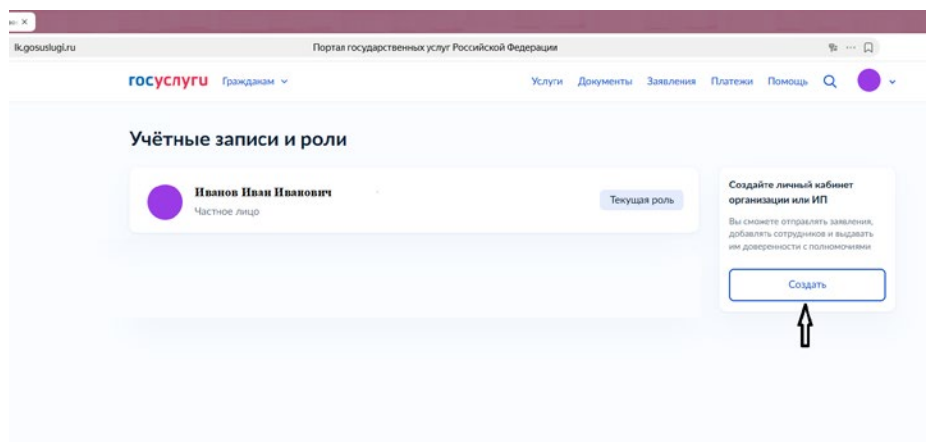 lk.gosuslugi.ru
Портал государственных услуг Российской Федерации
госуслуги Гражданам Услуги Документы Заявления Платежи Помощь
Учётные записи и роли
Иванов Иван Иванович
Частное лицо
Текущая роль
Создайте личный кабинет
организации или ИП
Вы сможете отправлять заявления,
добавлять сотрудников и выдавать
им доверенности с полномочиями
Создать